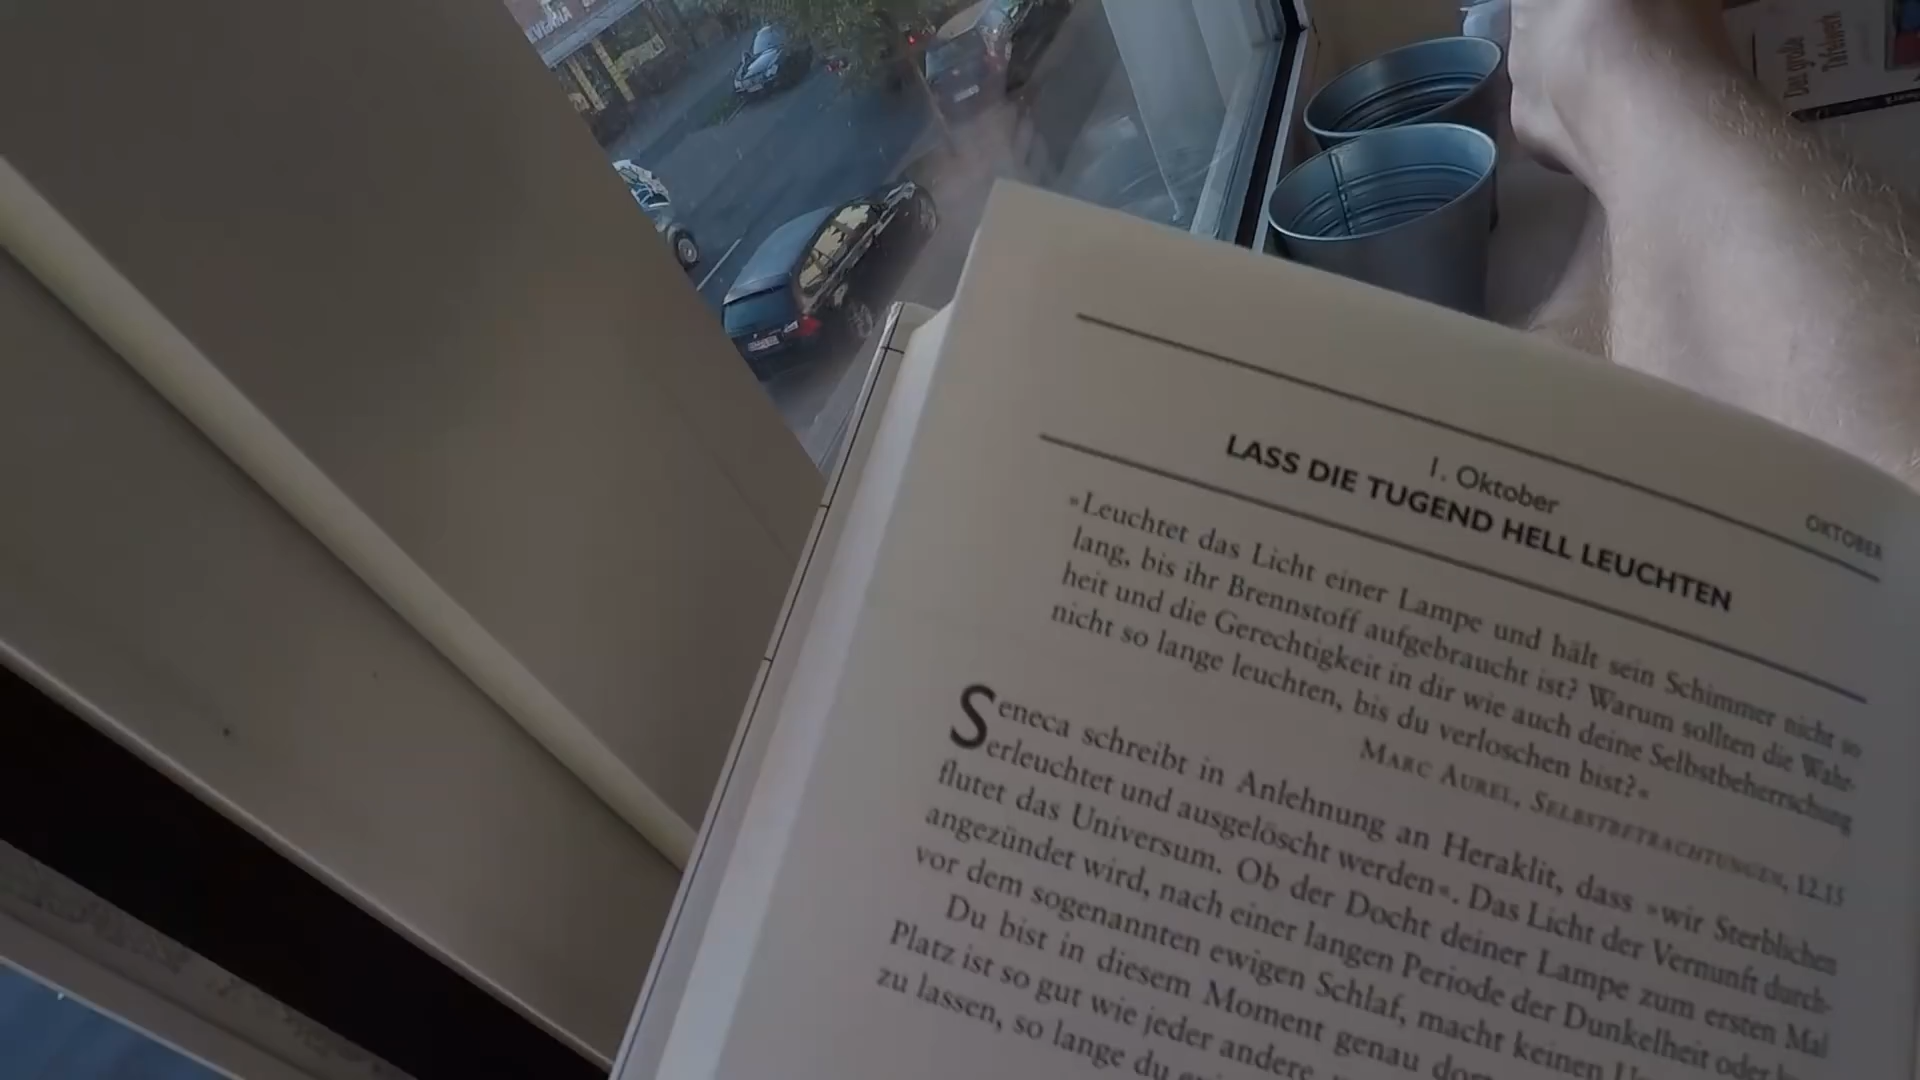 OKTOBER
1. Oktober
LASS DIE TUGEND HELL LEUCHTEN
»Leuchtet das Licht einer Lampe und hält sein Schimmer nicht so
lang, bis ihr Brennstoff aufgebraucht ist? Warum sollten die Wahr-
heit und die Gerechtigkeit in dir wie auch deine Selbstbeherrschung
nicht so lange leuchten, bis du verloschen bist?«
MARC AUREL, SELBSTBETRACHTUNGEN, 12.15
Seneca schreibt in Anlehnung an Heraklit, dass »wir Sterblichen
erleuchtet und ausgelöscht werden«. Das Licht der Vernunft durch-
flutet das Universum. Ob der Docht deiner Lampe zum ersten Mal
angezündet wird, nach einer langen Periode der Dunkelheit oder
vor dem sogenannten ewigen Schlaf, macht keinen
Du bist in diesem Moment genau
Platz ist so gut wie jeder andere,
zu lassen, so lange du
Das große
Tafelwerk